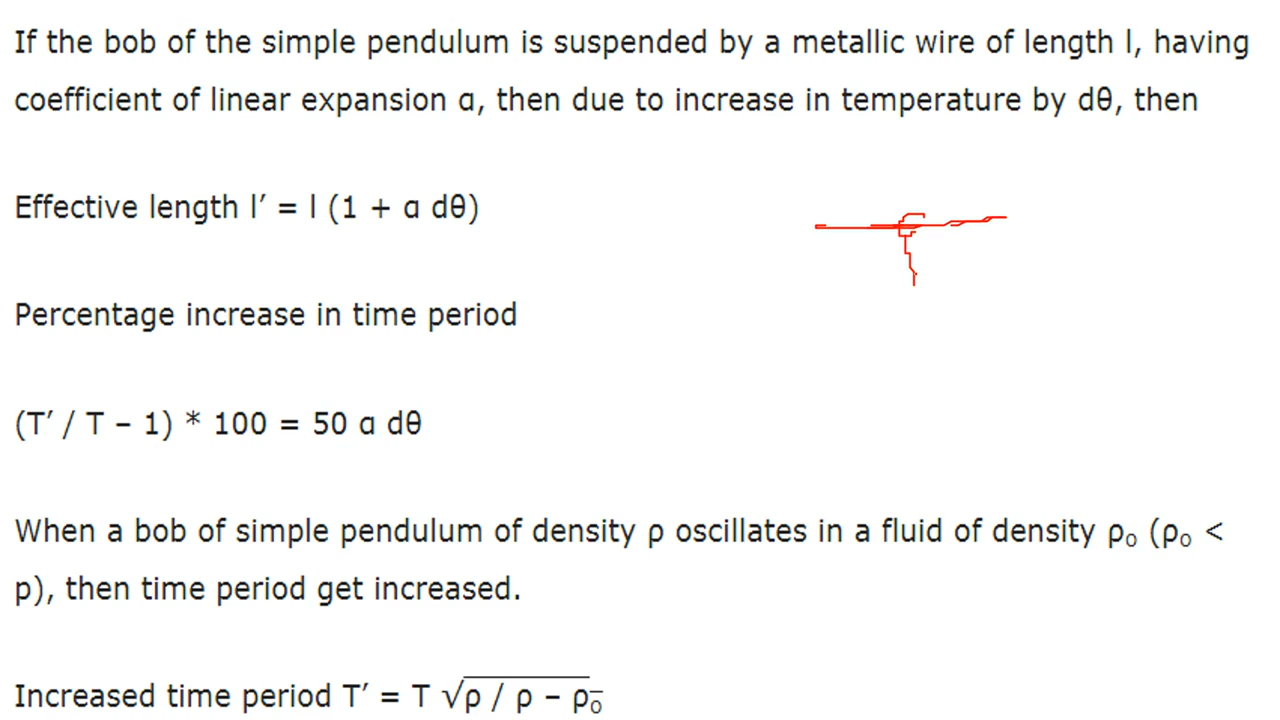 If the bob of the simple pendulum is suspended by a metallic wire of length l, having
coefficient of linear expansion α, then due to increase in temperature by dθ, then
Effective length l′ = l (1 + α dθ)
Percentage increase in time period
(T′ / T – 1) * 100 = 50 α dθ
When a bob of simple pendulum of density ρ oscillates in a fluid of density ρₒ (ρₒ <
p), then time period get increased.
Increased time period T′ = T √ρ / ρ – ρₒ